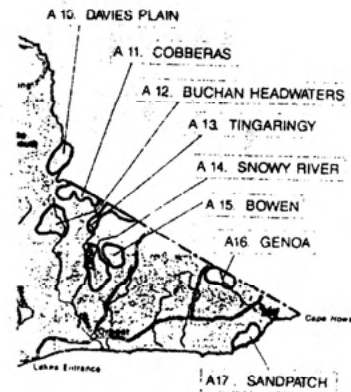 A 10. DAVIES PLAIN
A 11. COBBERAS
A 12. BUCHAN HEADWATERS
A 13. TINGARINGY
A 14. SNOWY RIVER
A 15. BOWEN
A16. GENOA
Cape Howe
Orbost
Lakes Entrance
A17 SANDPATCH